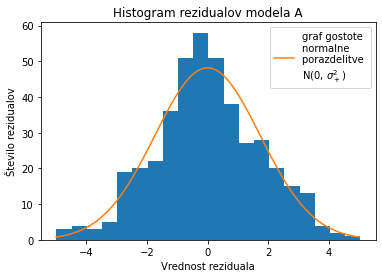 Histogram rezidualov modela A
Število rezidualov
60
50
40
30
20
10
0
graf gostote
normalne
porazdelitve
N(0, σ₊²)
−4
−2
0
2
4
Vrednost reziduala